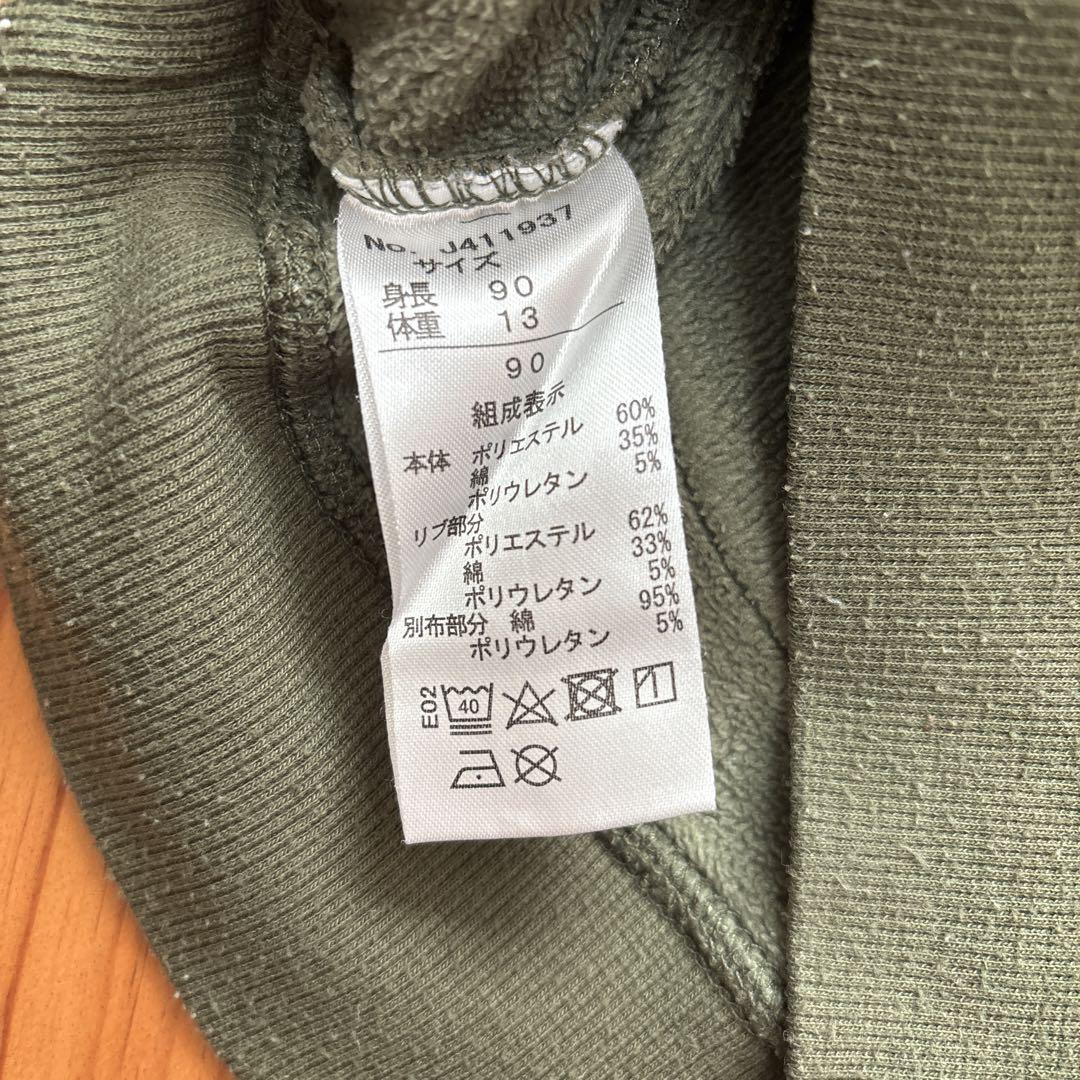 No. J411937
サイズ
身長 90
体重 13
90
組成表示
本体 ポリエステル 60%
綿 35%
ポリウレタン 5%
リブ部分
ポリエステル 62%
綿 33%
ポリウレタン 5%
別布部分 綿 95%
ポリウレタン 5%
E02 40